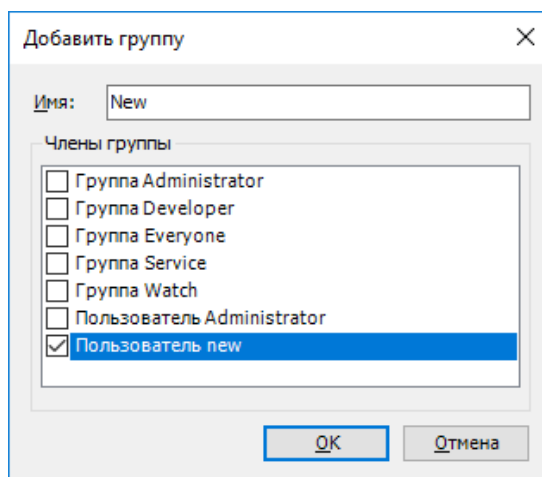 Добавить группу
Имя: New
Члены группы
Группа Administrator
Группа Developer
Группа Everyone
Группа Service
Группа Watch
Пользователь Administrator
Пользователь new
OK Отмена